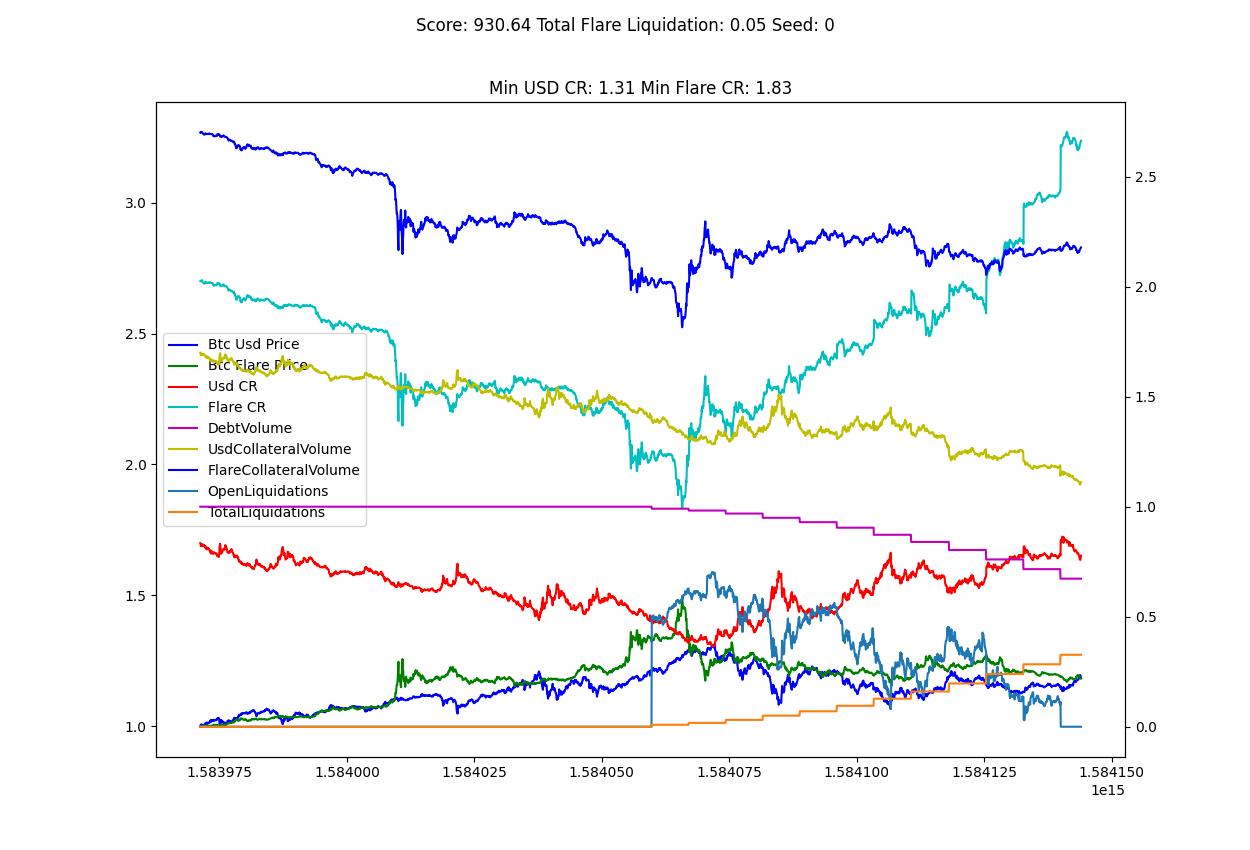 Score: 930.64 Total Flare Liquidation: 0.05 Seed: 0
Min USD CR: 1.31 Min Flare CR: 1.83
3.0
2.5
2.0
1.5
1.0
Btc Usd Price
Btc Flare Price
Usd CR
Flare CR
DebtVolume
UsdCollateralVolume
FlareCollateralVolume
OpenLiquidations
TotalLiquidations
2.5
2.0
1.5
1.0
0.5
0.0
1.583975 1.584000 1.584025 1.584050 1.584075 1.584100 1.584125 1.584150
1e15